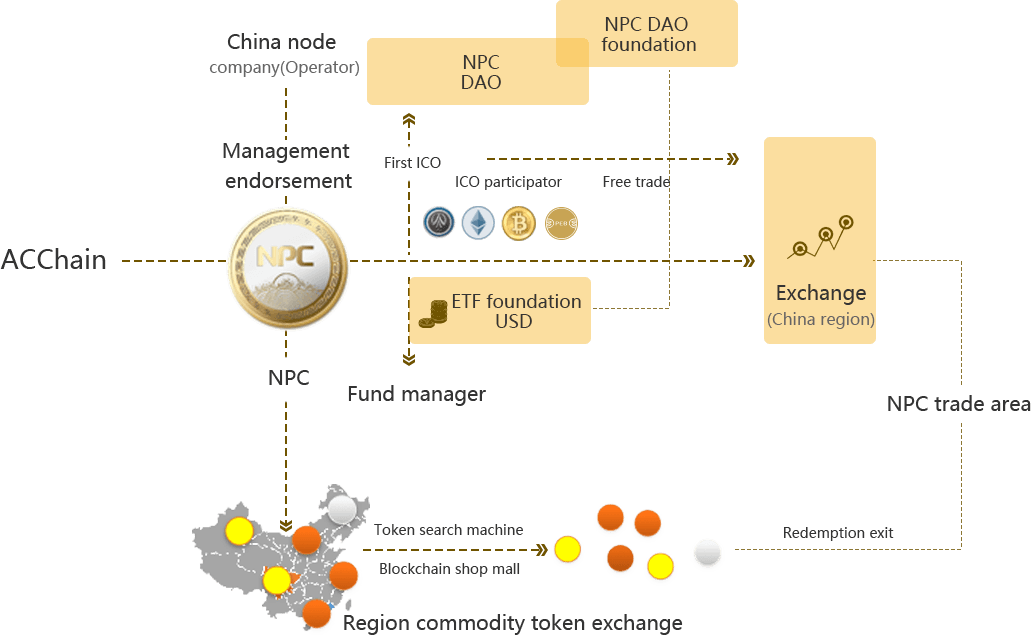 NPC DAO
foundation
China node
company(Operator)
NPC
DAO
Management
endorsement
First ICO
ICO participator
Free trade
ACChain
NPC
ETF foundation
USD
Exchange
(China region)
NPC
Fund manager
NPC trade area
Token search machine
Blockchain shop mall
Redemption exit
Region commodity token exchange